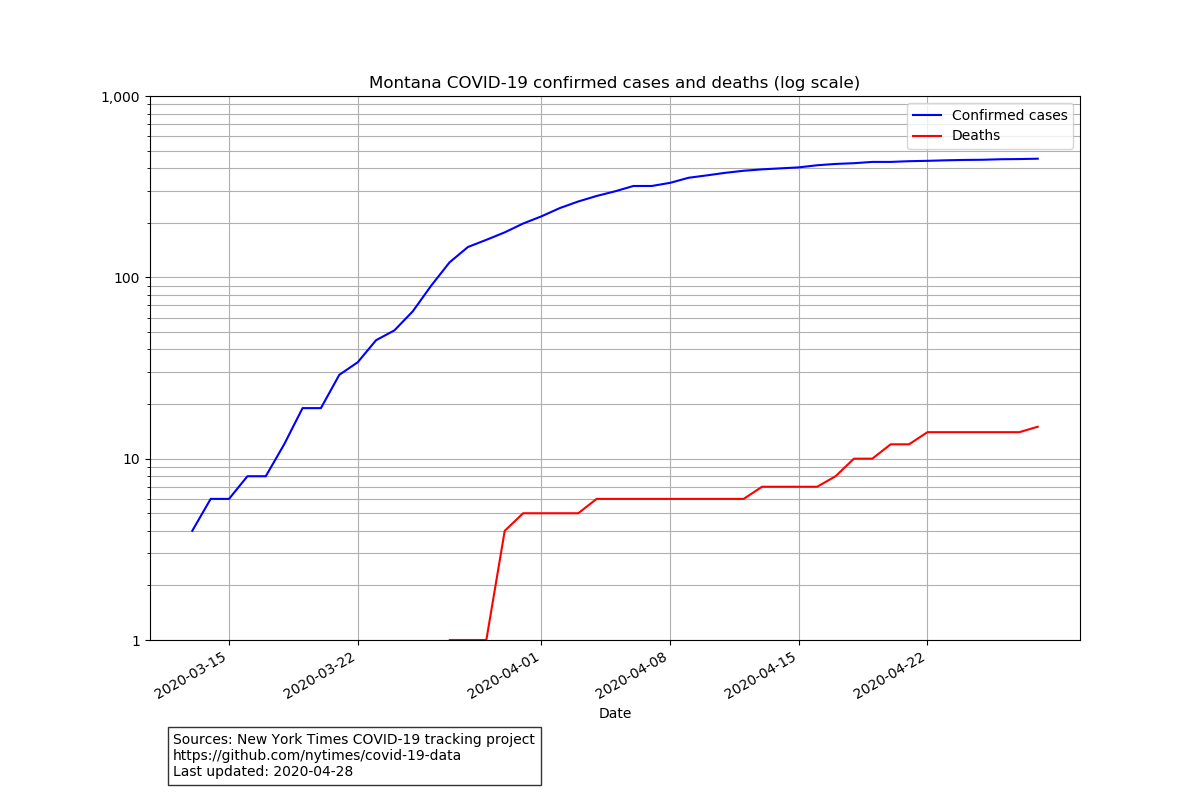 Montana COVID-19 confirmed cases and deaths (log scale)
1,000
100
10
1
Confirmed cases
Deaths
2020-03-15
2020-03-22
2020-04-01
2020-04-08
2020-04-15
2020-04-22
Date
Sources: New York Times COVID-19 tracking project
https://github.com/nytimes/covid-19-data
Last updated: 2020-04-28